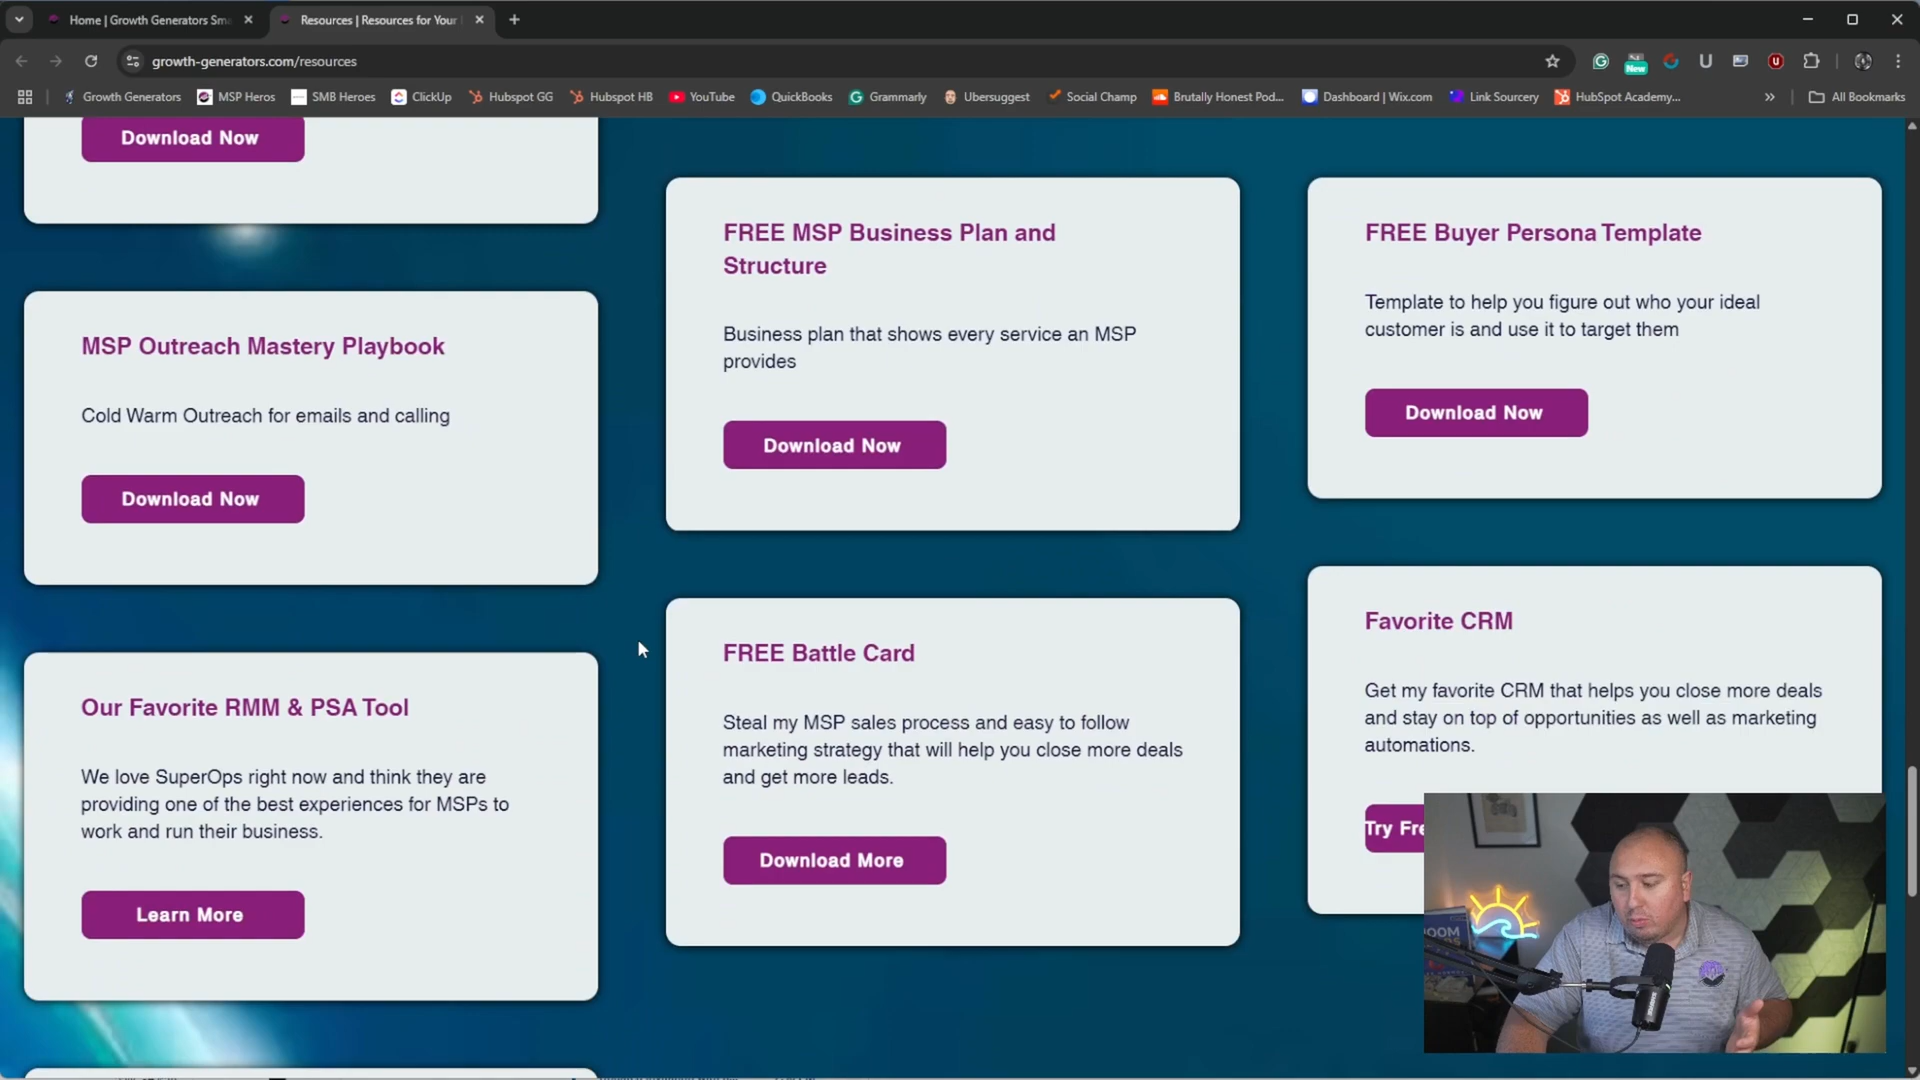 Home | Growth Generators Sm
Resources | Resources for Your
growth-generators.com/resources
New
Growth Generators
MSP Heros
SMB Heroes
ClickUp
Hubspot GG
Hubspot HB
YouTube
QuickBooks
Grammarly
Ubersuggest
Social Champ
Brutally Honest Pod...
Dashboard | Wix.com
Link Sourcery
HubSpot Academy...
All Bookmarks
Download Now
MSP Outreach Mastery Playbook
Cold Warm Outreach for emails and calling
Download Now
Our Favorite RMM & PSA Tool
We love SuperOps right now and think they are
providing one of the best experiences for MSPs to
work and run their business.
Learn More
FREE MSP Business Plan and
Structure
Business plan that shows every service an MSP
provides
Download Now
FREE Battle Card
Steal my MSP sales process and easy to follow
marketing strategy that will help you close more deals
and get more leads.
Download More
FREE Buyer Persona Template
Template to help you figure out who your ideal
customer is and use it to target them
Download Now
Favorite CRM
Get my favorite CRM that helps you close more deals
and stay on top of opportunities as well as marketing
automations.
Try Fre